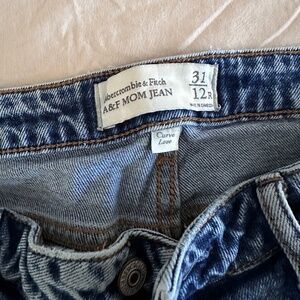 Abercrombie & Fitch
A&F MOM JEAN
31
12R
Curve
Love